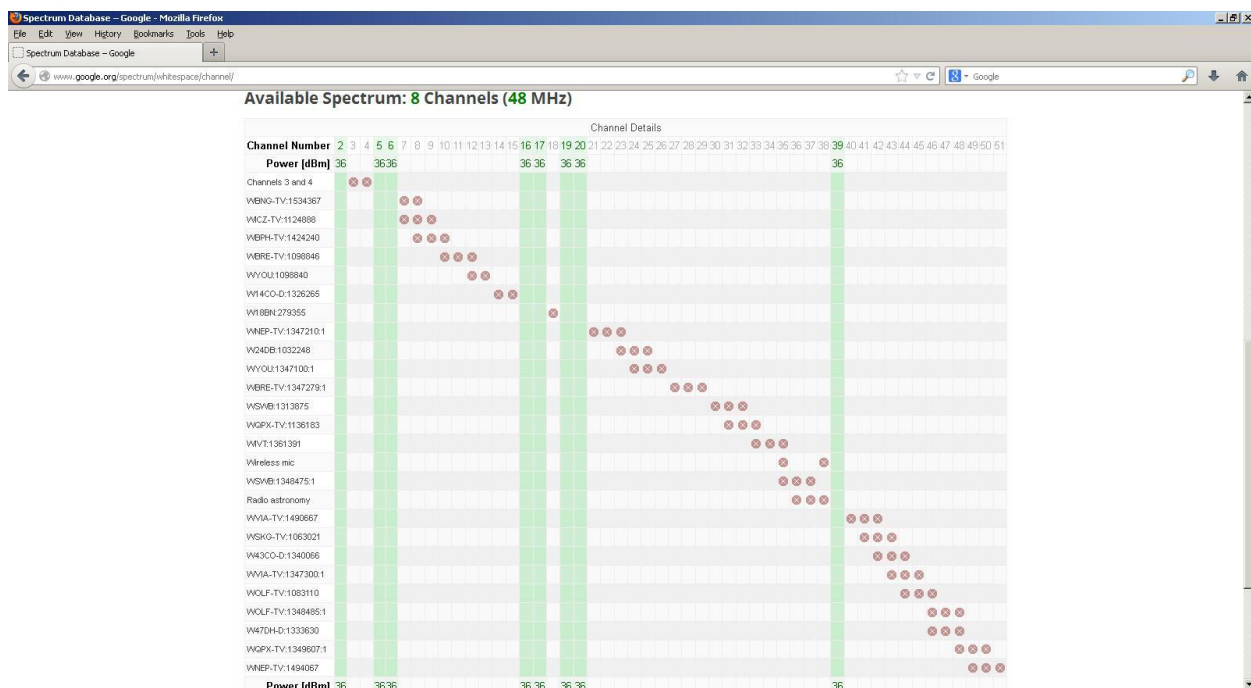 Spectrum Database – Google - Mozilla Firefox
File Edit View History Bookmarks Tools Help
Spectrum Database – Google +
www.google.org/spectrum/whitespace/channel/ Google
Available Spectrum: 8 Channels (48 MHz)
Channel Details
Channel Number 2 3 4 5 6 7 8 9 10 11 12 13 14 15 16 17 18 19 20 21 22 23 24 25 26 27 28 29 30 31 32 33 34 35 36 37 38 39 40 41 42 43 44 45 46 47 48 49 50 51
Power [dBm] 36 36 36 36 36 36 36 36
Channels 3 and 4
WBNG-TV:1534367
WICZ-TV:1124888
WBPH-TV:1424240
WBRE-TV:1098846
WYOU:1098840
W14CO-D:1326265
W18BN:279355
WNEP-TV:1347210:1
W24DB:1032248
WYOU:1347100:1
WBRE-TV:1347279:1
WSWB:1313875
WQPX-TV:1136183
WIVT:1361391
Wireless mic
WSWB:1348475:1
Radio astronomy
WVIA-TV:1490667
WSKG-TV:1063021
W43CO-D:1340066
WVIA-TV:1347300:1
WOLF-TV:1083110
WOLF-TV:1348485:1
W47DH-D:1333630
WQPX-TV:1349607:1
WNEP-TV:1494067
Power [dBm] 36 36 36 36 36 36 36 36